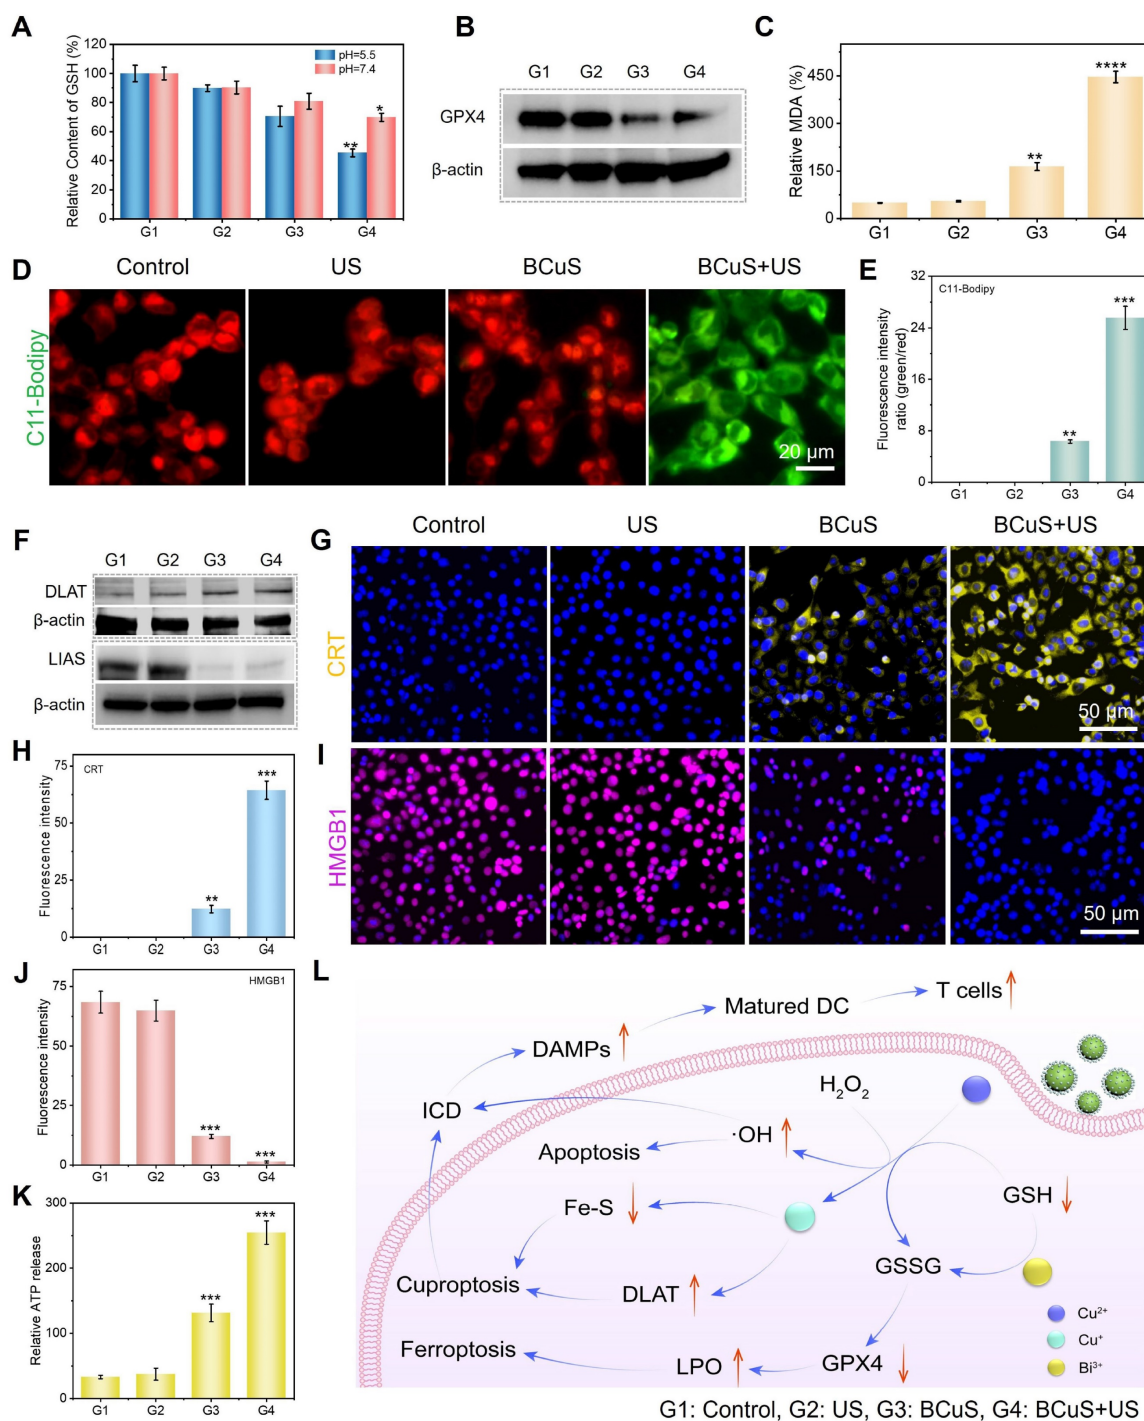 A
Relative Content of GSH (%)
120
100
80
60
40
20
0
pH=5.5
pH=7.4
**
*
G1 G2 G3 G4
B
G1 G2 G3 G4
GPX4
β-actin
C
Relative MDA (%)
450
300
150
0
**
****
G1 G2 G3 G4
D
Control US BCuS BCuS+US
C11-Bodipy
20 μm
E
C11-Bodipy
Fluorescence intensity
ratio (green/red)
32
24
16
8
0
**
***
G1 G2 G3 G4
F
G1 G2 G3 G4
DLAT
β-actin
LIAS
β-actin
G
Control US BCuS BCuS+US
CRT
50 μm
H
CRT
Fluorescence intensity
75
50
25
0
**
***
G1 G2 G3 G4
I
HMGB1
50 μm
J
HMGB1
Fluorescence intensity
75
50
25
0
***
***
G1 G2 G3 G4
K
Relative ATP release
300
200
100
0
***
***
G1 G2 G3 G4
L
T cells
Matured DC
DAMPs
H₂O₂
ICD
·OH
Apoptosis
GSH
Fe-S
GSSG
Cuproptosis
DLAT
Cu²⁺
Cu⁺
Ferroptosis
LPO
GPX4
Bi³⁺
G1: Control, G2: US, G3: BCuS, G4: BCuS+US